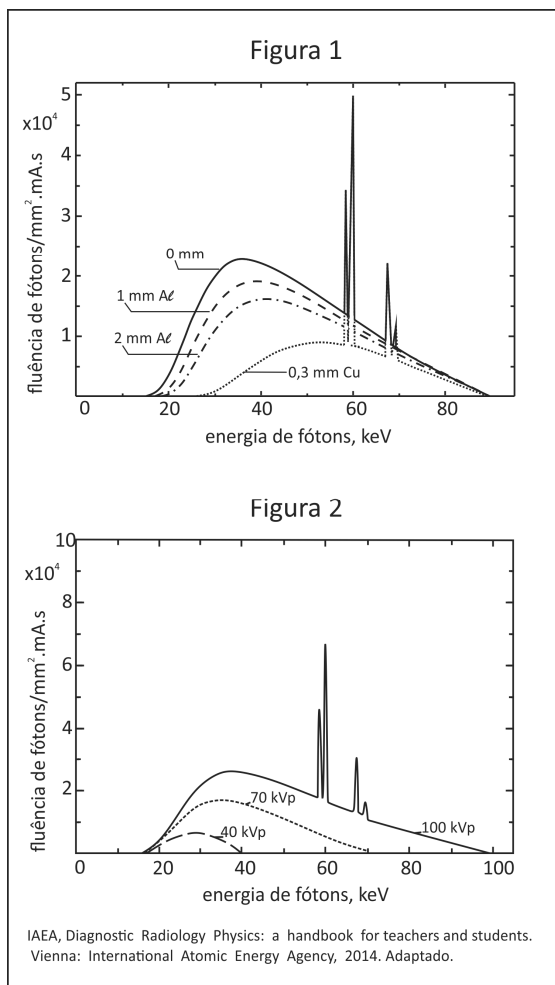 Figura 1
5
x10⁴
4
3
2
1
fluência de fótons/mm².mA.s
0 mm
1 mm Aℓ
2 mm Aℓ
0,3 mm Cu
0 20 40 60 80
energia de fótons, keV
Figura 2
10
x10⁴
8
6
4
2
fluência de fótons/mm².mA.s
70 kVp
40 kVp
100 kVp
0 20 40 60 80 100
energia de fótons, keV
IAEA, Diagnostic Radiology Physics: a handbook for teachers and students.
Vienna: International Atomic Energy Agency, 2014. Adaptado.